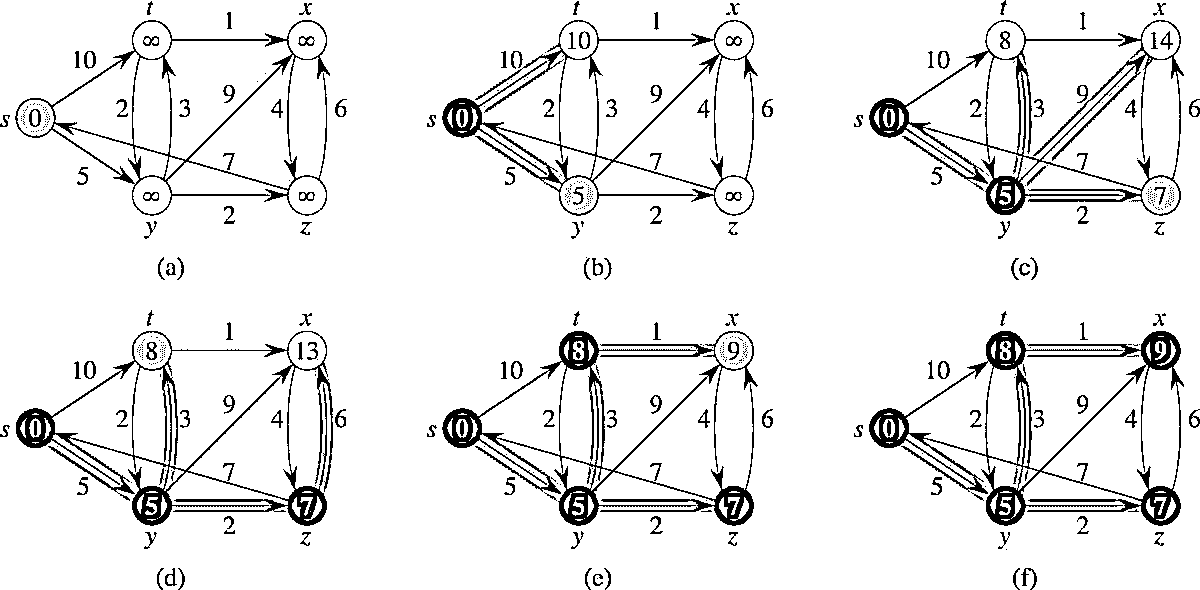 t x t x t x
1 1 1
∞ ∞ 10 ∞ 8 14
10 10 10
2 3 9 4 6 2 3 9 4 6 2 3 9 4 6
s 0 s 0 s 0
5 7 5 7 5 7
∞ ∞ 5 ∞ 5 7
2 2 2
y z y z y z
(a) (b) (c)
t x t x t x
1 1 1
8 13 8 9 8 9
10 10 10
2 3 9 4 6 2 3 9 4 6 2 3 9 4 6
s 0 s 0 s 0
5 7 5 7 5 7
5 7 5 7 5 7
2 2 2
y z y z y z
(d) (e) (f)